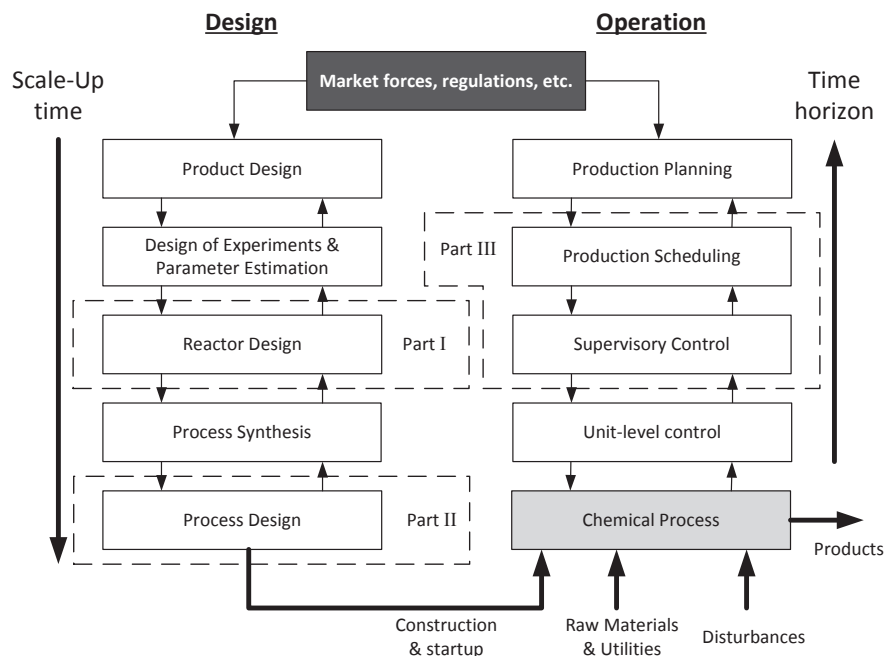 Design
Operation
Market forces, regulations, etc.
Scale-Up
time
Time
horizon
Product Design
Production Planning
Design of Experiments &
Parameter Estimation
Part III
Production Scheduling
Reactor Design
Part I
Supervisory Control
Process Synthesis
Unit-level control
Process Design
Part II
Chemical Process
Products
Construction
& startup
Raw Materials
& Utilities
Disturbances